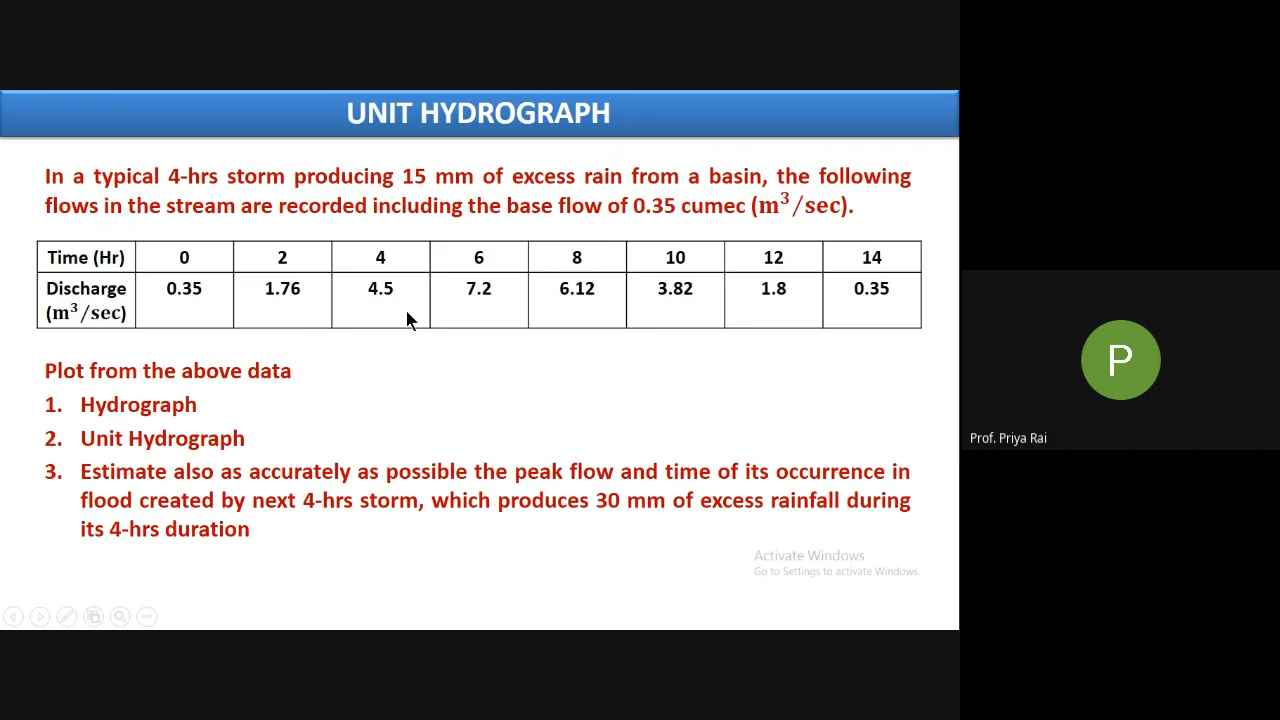 UNIT HYDROGRAPH
In a typical 4-hrs storm producing 15 mm of excess rain from a basin, the following
flows in the stream are recorded including the base flow of 0.35 cumec (m³/sec).
Time (Hr) 0 2 4 6 8 10 12 14
Discharge 0.35 1.76 4.5 7.2 6.12 3.82 1.8 0.35
(m³/sec)
Plot from the above data
1. Hydrograph
2. Unit Hydrograph
3. Estimate also as accurately as possible the peak flow and time of its occurrence in
flood created by next 4-hrs storm, which produces 30 mm of excess rainfall during
its 4-hrs duration
Activate Windows
Go to Settings to activate Windows.
P
Prof. Priya Rai